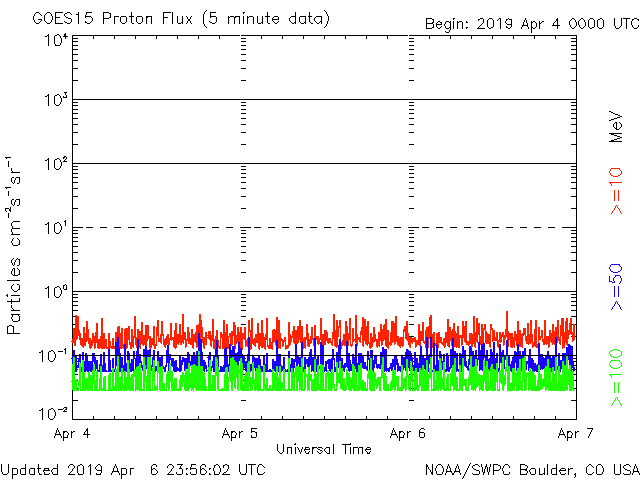 GOES15 Proton Flux (5 minute data)
Begin: 2019 Apr 4 0000 UTC
10⁴
10³
10²
10¹
10⁰
10⁻¹
10⁻²
Particles cm⁻²s⁻¹sr⁻¹
MeV
>=10
>=50
>=100
Apr 4
Apr 5
Apr 6
Apr 7
Universal Time
Updated 2019 Apr 6 23:56:02 UTC
NOAA/SWPC Boulder, CO USA